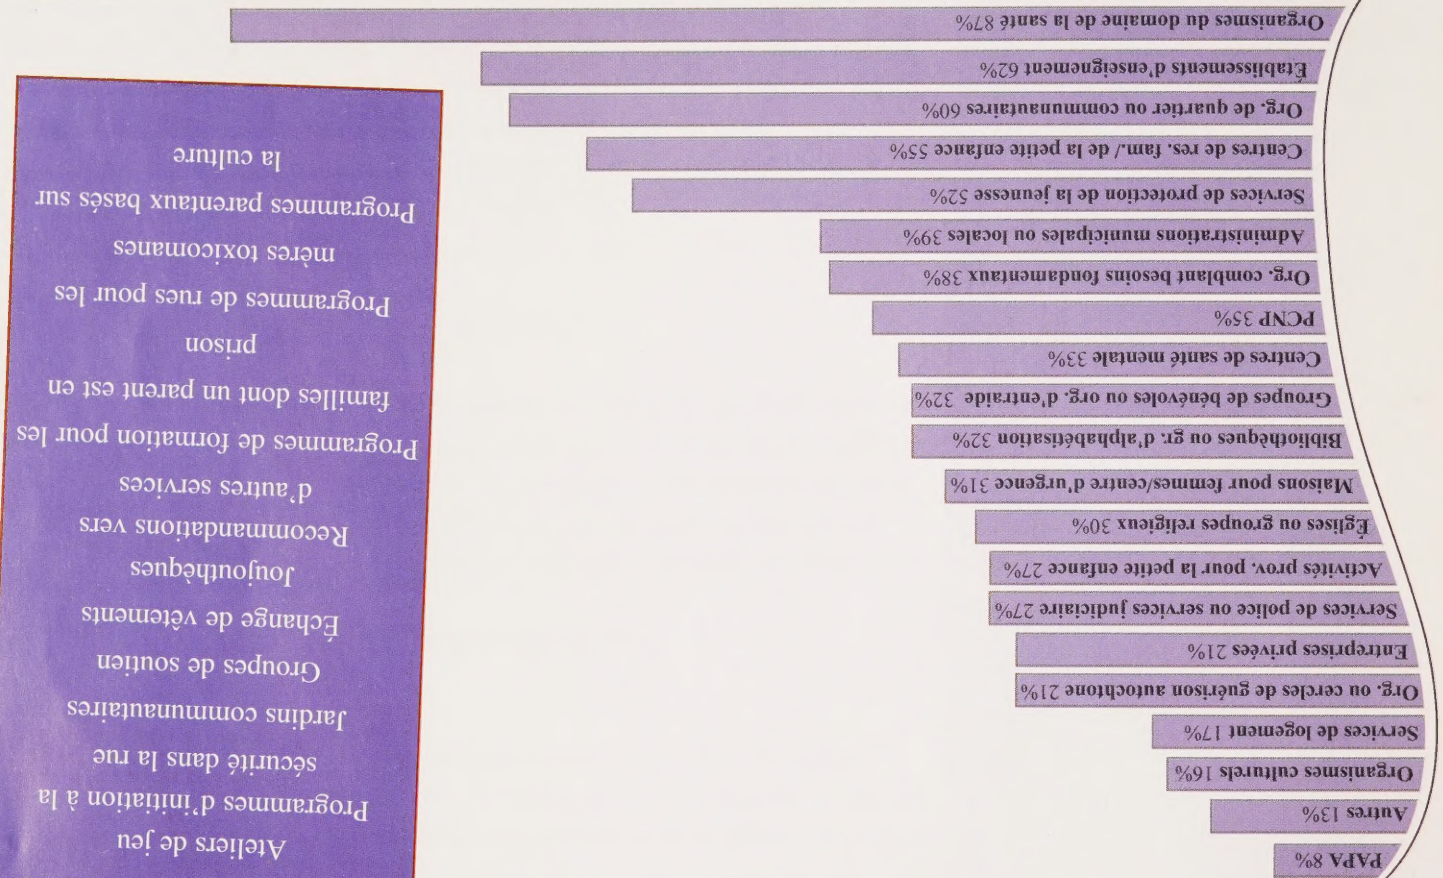 PAPA 8%
Autres 13%
Organismes culturels 16%
Services de logement 17%
Org. ou cercles de guérison autochtone 21%
Entreprises privées 21%
Services de police ou services judiciaire 27%
Activités prov. pour la petite enfance 27%
Églises ou groupes religieux 30%
Maisons pour femmes/centre d'urgence 31%
Bibliothèques ou gr. d'alphabétisation 32%
Groupes de bénévoles ou org. d'entraide 32%
Centres de santé mentale 33%
PCNP 35%
Org. comblant besoins fondamentaux 38%
Administrations municipales ou locales 39%
Services de protection de la jeunesse 52%
Centres de res. fam./ de la petite enfance 55%
Org. de quartier ou communautaires 60%
Établissements d'enseignement 62%
Organismes du domaine de la santé 87%
Ateliers de jeu
Programmes d'initiation à la
sécurité dans la rue
Jardins communautaires
Groupes de soutien
Échange de vêtements
Joujouthèques
Recommandations vers
d'autres services
Programmes de formation pour les
familles dont un parent est en
prison
Programmes de rues pour les
mères toxicomanes
Programmes parentaux basés sur
la culture